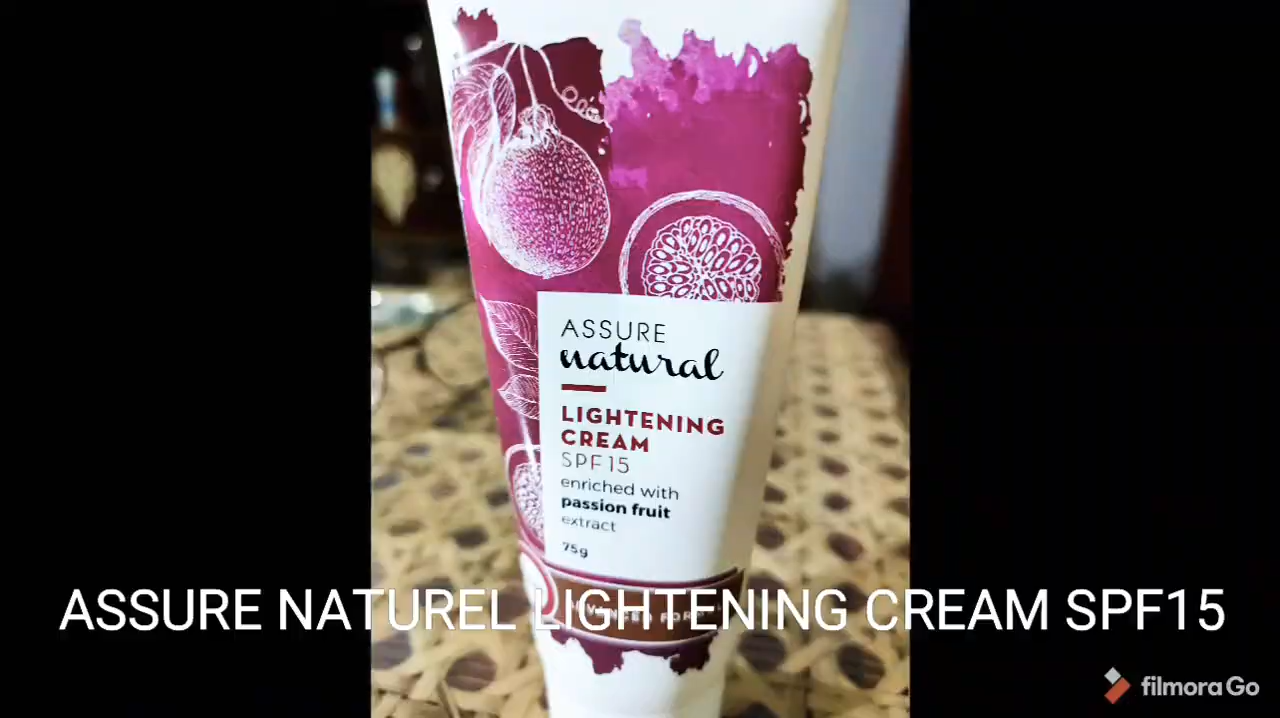 ASSURE
natural
LIGHTENING
CREAM
SPF15
enriched with
passion fruit
extract
75g
ASSURE NATUREL LIGHTENING CREAM SPF15
filmoraGo